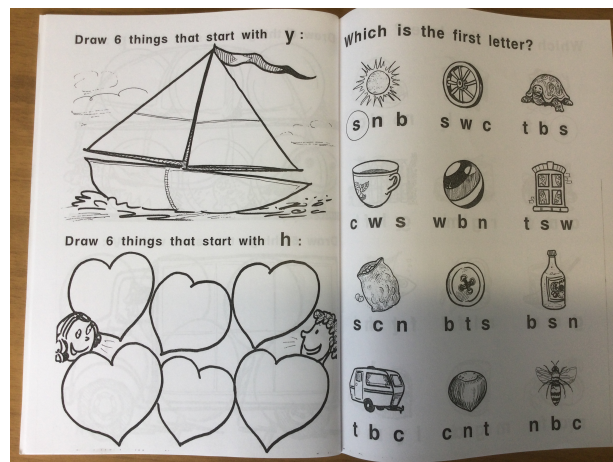 Draw 6 things that start with y :
Draw 6 things that start with h :
Which is the first letter?
s n b
s w c
t b s
c w s
w b n
t s w
s c n
b t s
b s n
t b c
c n t
n b c